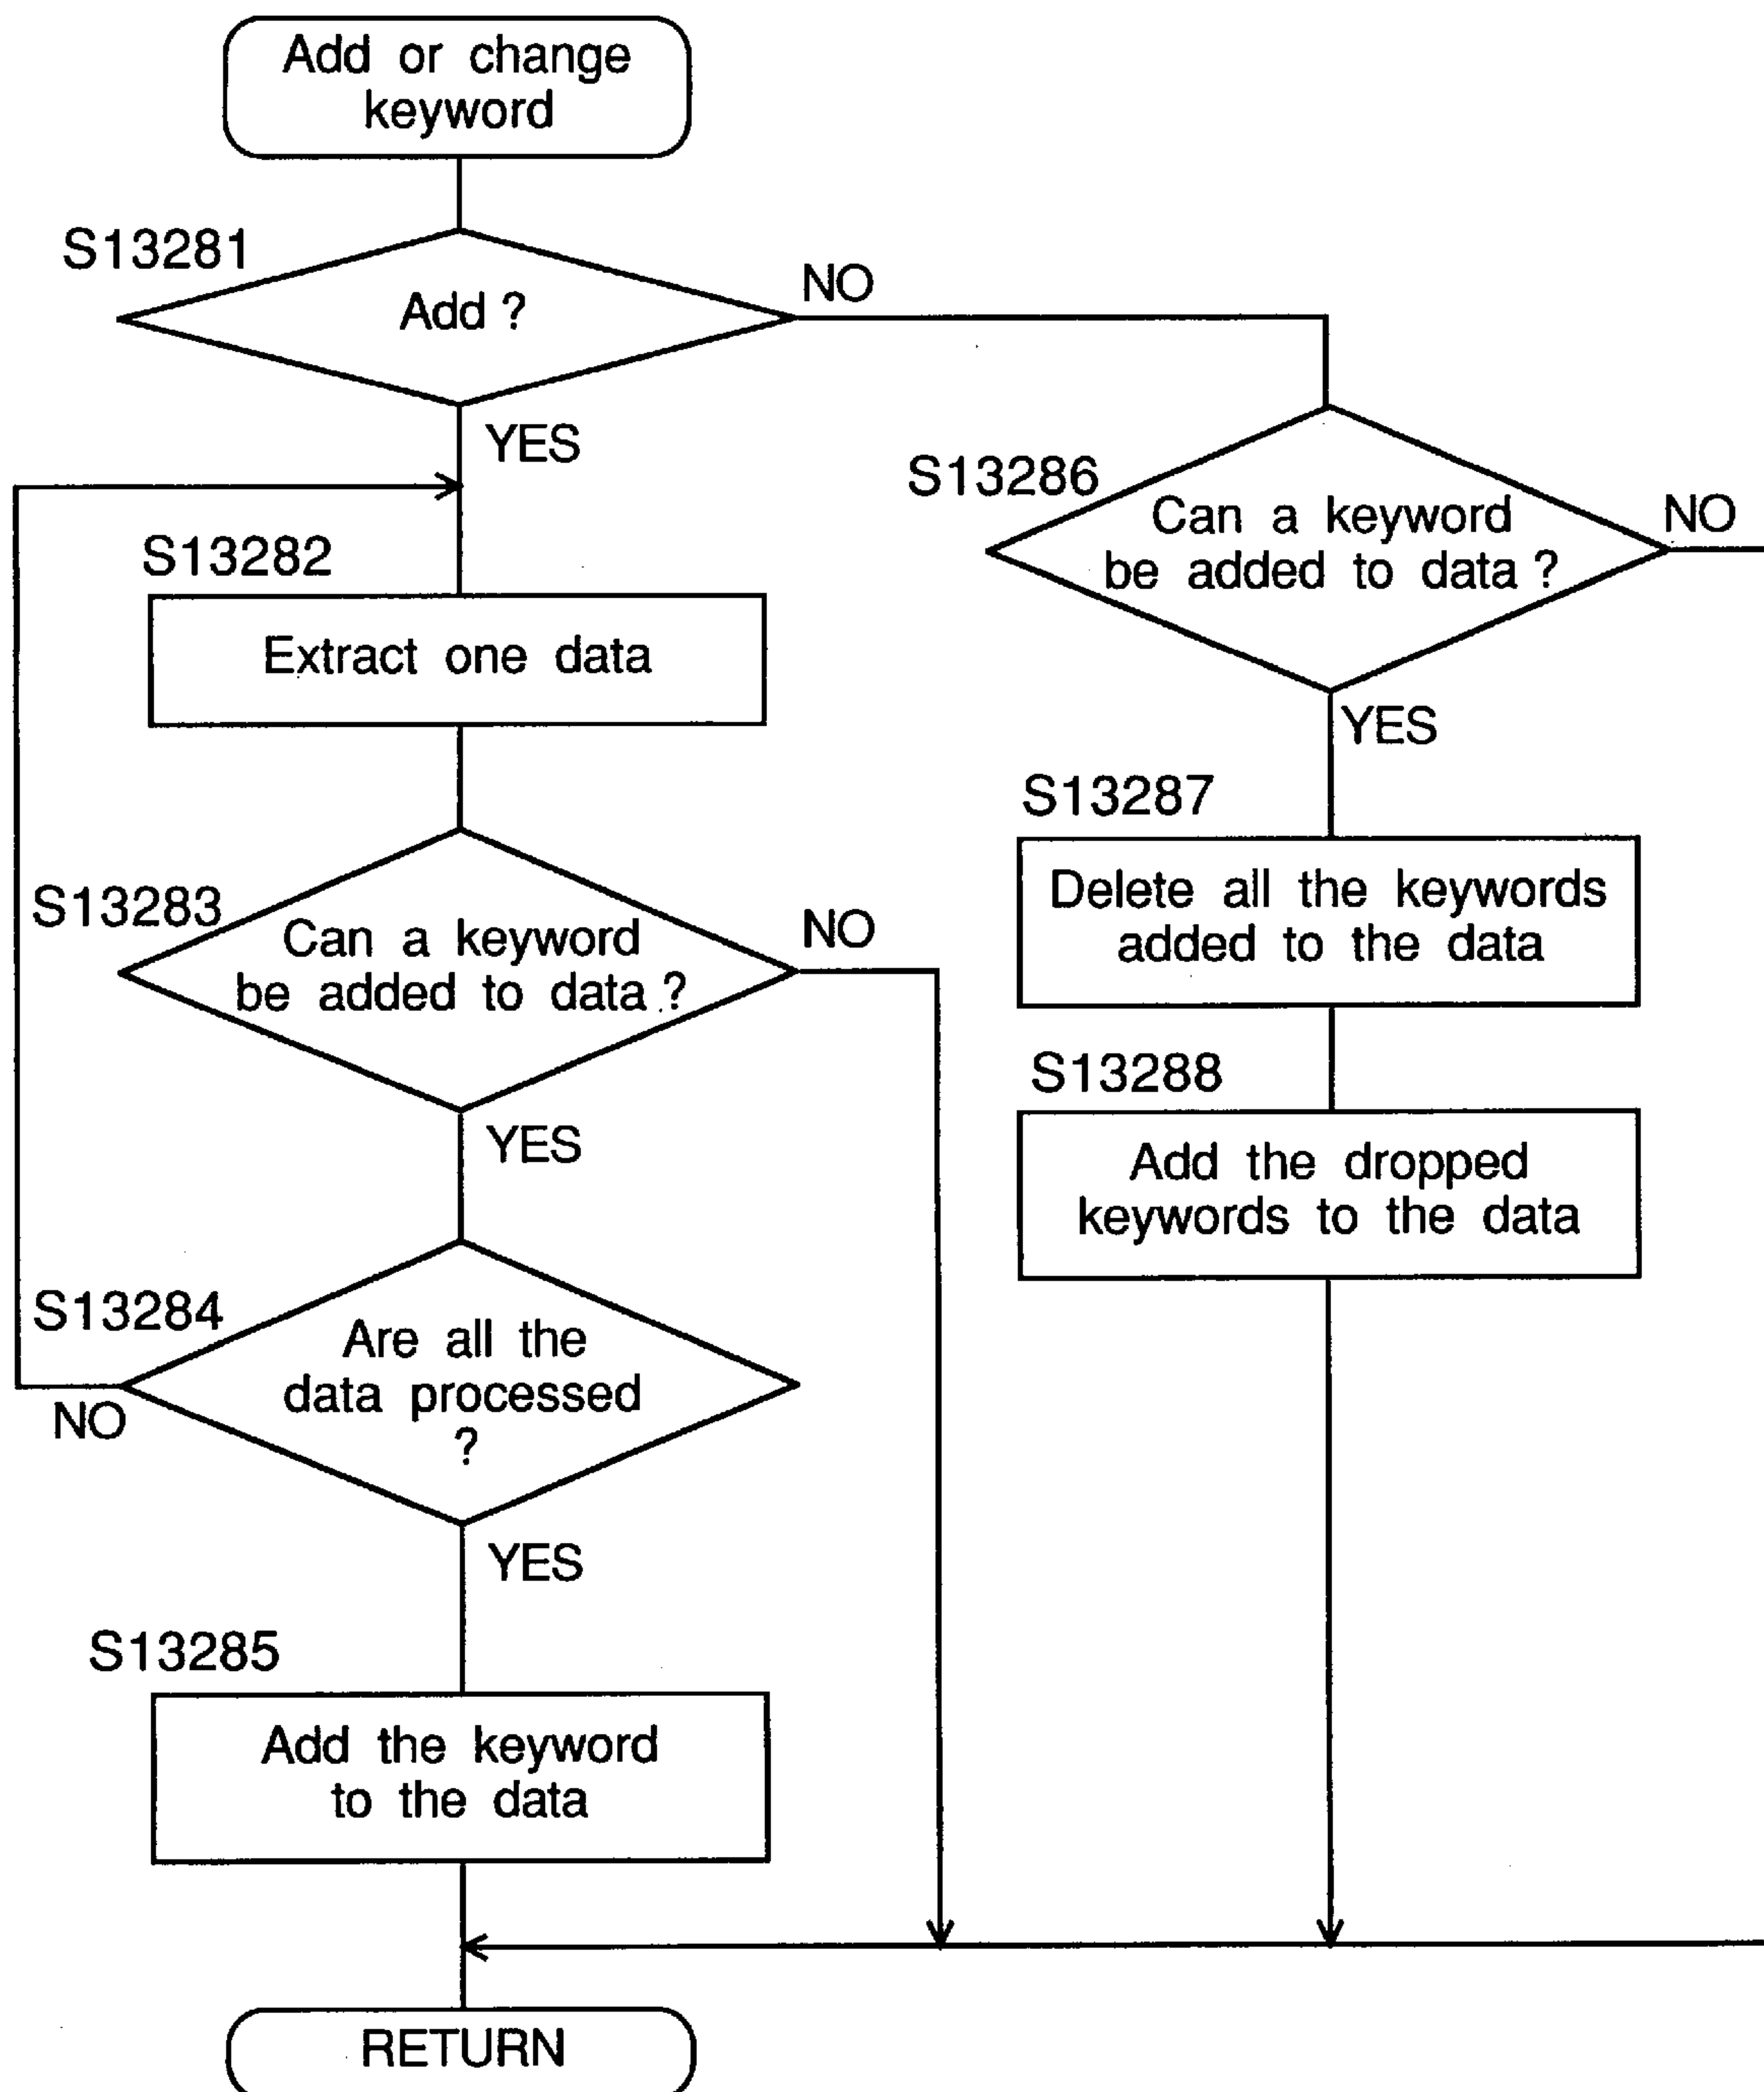 Add or change
keyword
S13281
Add ?
NO
YES
S13282
Extract one data
S13283
Can a keyword
be added to data ?
NO
YES
S13284
Are all the
data processed
?
NO
YES
S13285
Add the keyword
to the data
S13286
Can a keyword
be added to data ?
NO
YES
S13287
Delete all the keywords
added to the data
S13288
Add the dropped
keywords to the data
RETURN